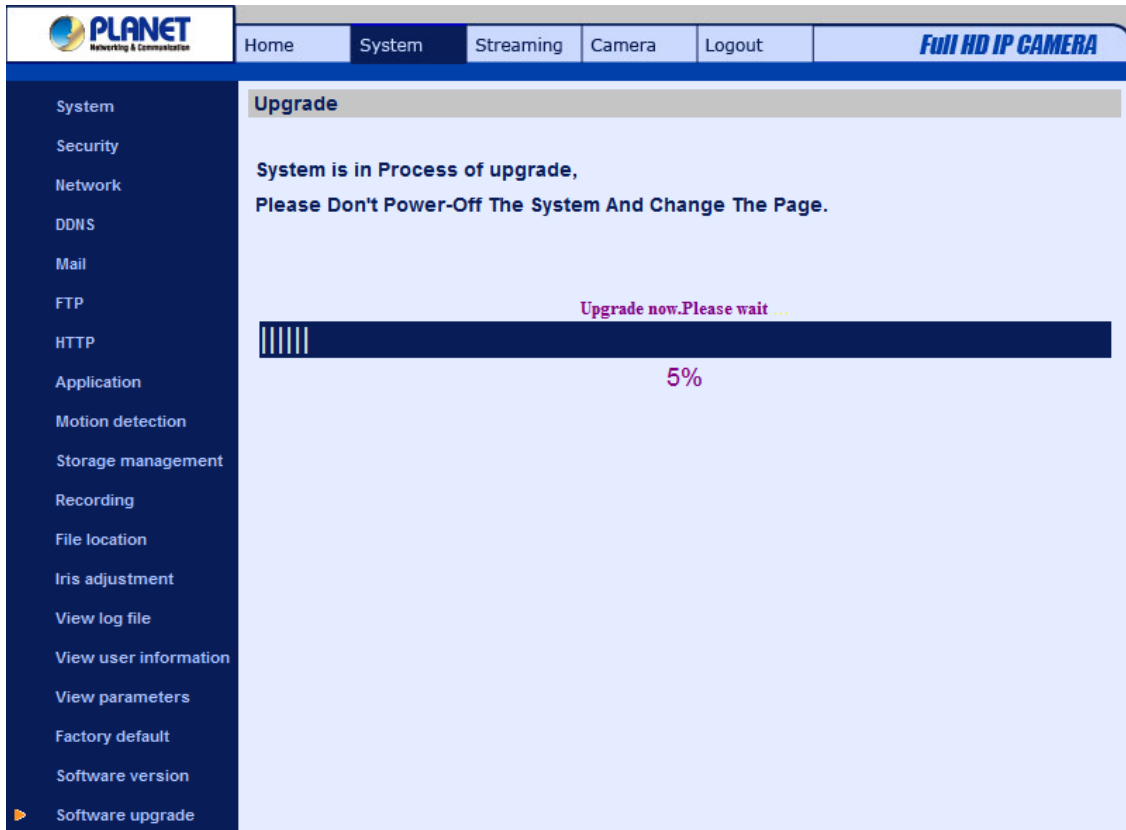 PLANET
Networking & Communication
Home System Streaming Camera Logout Full HD IP CAMERA
System
Security
Network
DDNS
Mail
FTP
HTTP
Application
Motion detection
Storage management
Recording
File location
Iris adjustment
View log file
View user information
View parameters
Factory default
Software version
Software upgrade
Upgrade
System is in Process of upgrade,
Please Don't Power-Off The System And Change The Page.
Upgrade now.Please wait ...
5%